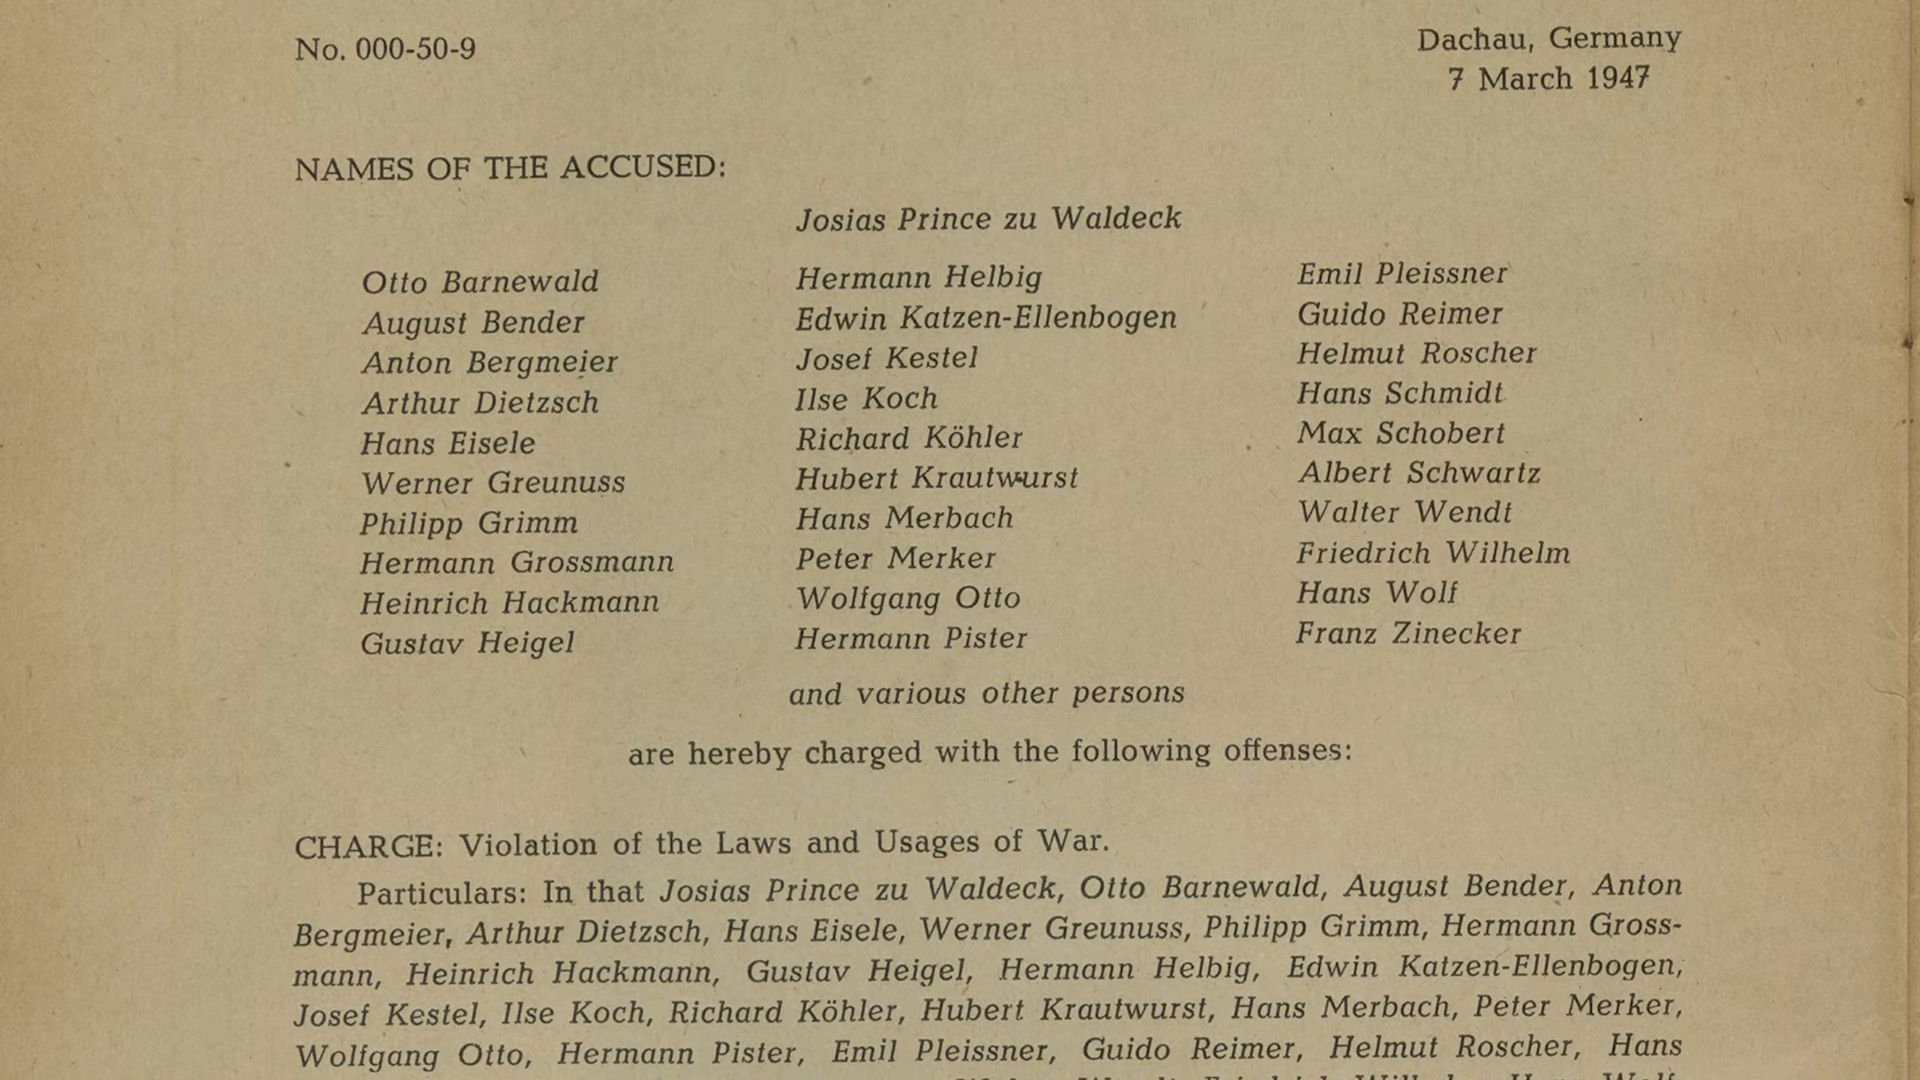 No. 000-50-9
Dachau, Germany
7 March 1947
NAMES OF THE ACCUSED:
Josias Prince zu Waldeck
Otto Barnewald
August Bender
Anton Bergmeier
Arthur Dietzsch
Hans Eisele
Werner Greunuss
Philipp Grimm
Hermann Grossmann
Heinrich Hackmann
Gustav Heigel
Hermann Helbig
Edwin Katzen-Ellenbogen
Josef Kestel
Ilse Koch
Richard Köhler
Hubert Krautwurst
Hans Merbach
Peter Merker
Wolfgang Otto
Hermann Pister
Emil Pleissner
Guido Reimer
Helmut Roscher
Hans Schmidt
Max Schobert
Albert Schwartz
Walter Wendt
Friedrich Wilhelm
Hans Wolf
Franz Zinecker
and various other persons
are hereby charged with the following offenses:
CHARGE: Violation of the Laws and Usages of War.
Particulars: In that Josias Prince zu Waldeck, Otto Barnewald, August Bender, Anton
Bergmeier, Arthur Dietzsch, Hans Eisele, Werner Greunuss, Philipp Grimm, Hermann Gross-
mann, Heinrich Hackmann, Gustav Heigel, Hermann Helbig, Edwin Katzen-Ellenbogen,
Josef Kestel, Ilse Koch, Richard Köhler, Hubert Krautwurst, Hans Merbach, Peter Merker,
Wolfgang Otto, Hermann Pister, Emil Pleissner, Guido Reimer, Helmut Roscher, Hans